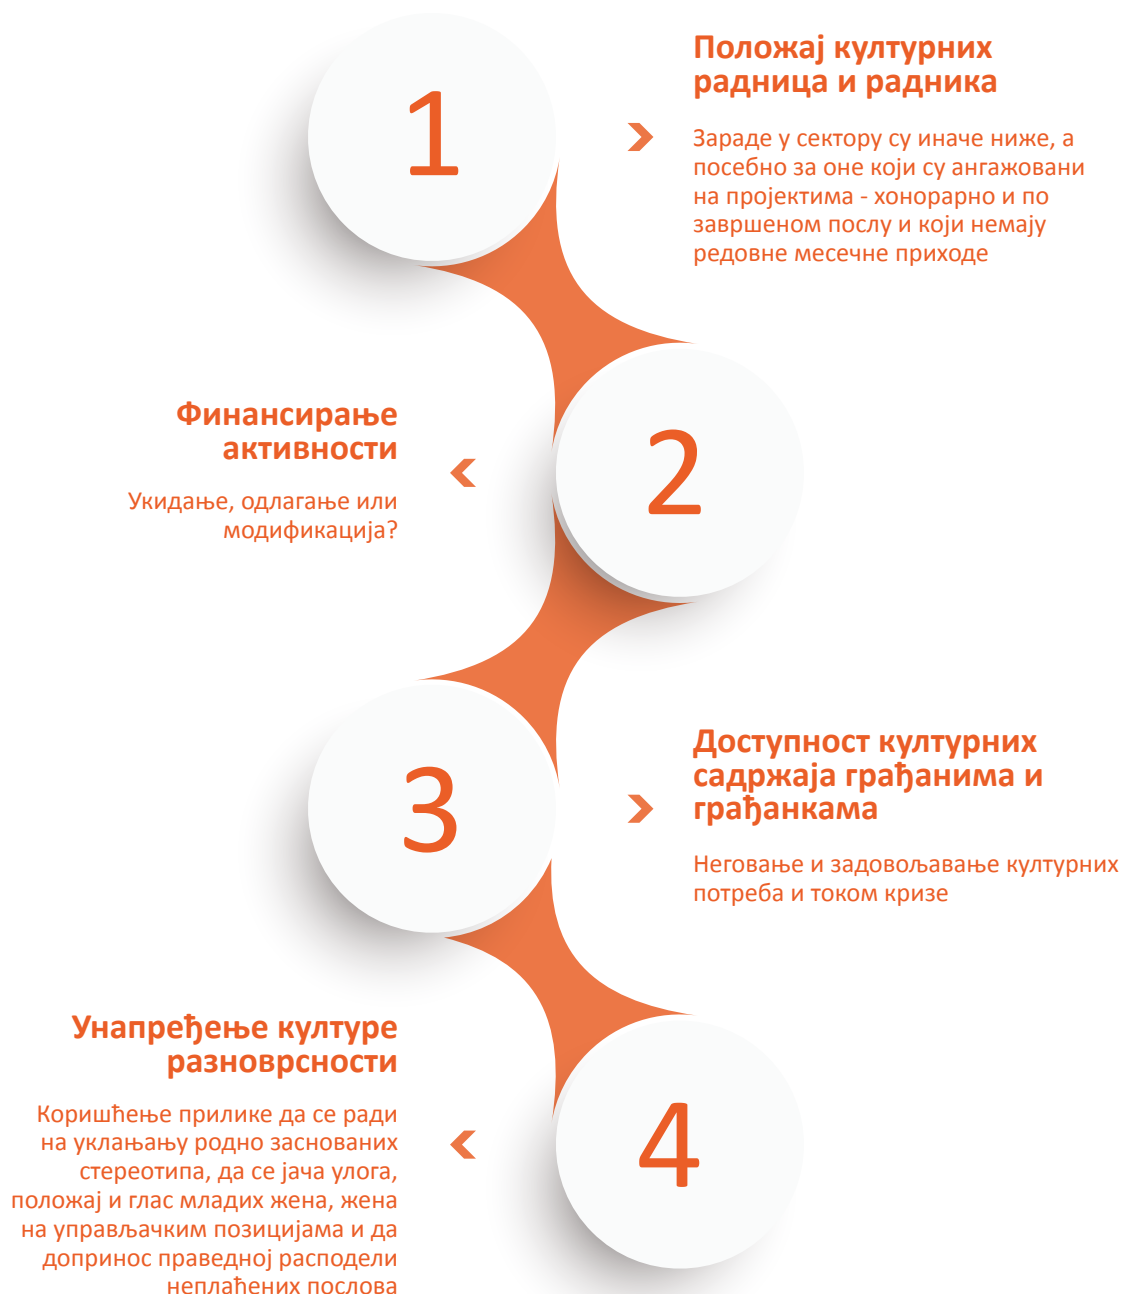 1
Положај културних
радница и радника
Зараде у сектору су иначе ниже, а
посебно за оне који су ангажовани
на пројектима - хонорарно и по
завршеном послу и који немају
редовне месечне приходе
2
Финансирање
активности
Укидање, одлагање или
модификација?
3
Доступност културних
садржаја грађанима и
грађанкама
Неговање и задовољавање културних
потреба и током кризе
4
Унапређење културе
разноврсности
Коришћење прилике да се ради
на уклањању родно заснованих
стереотипа, да се јача улога,
положај и глас младих жена, жена
на управљачким позицијама и да
допринос праведној расподели
неплаћених послова